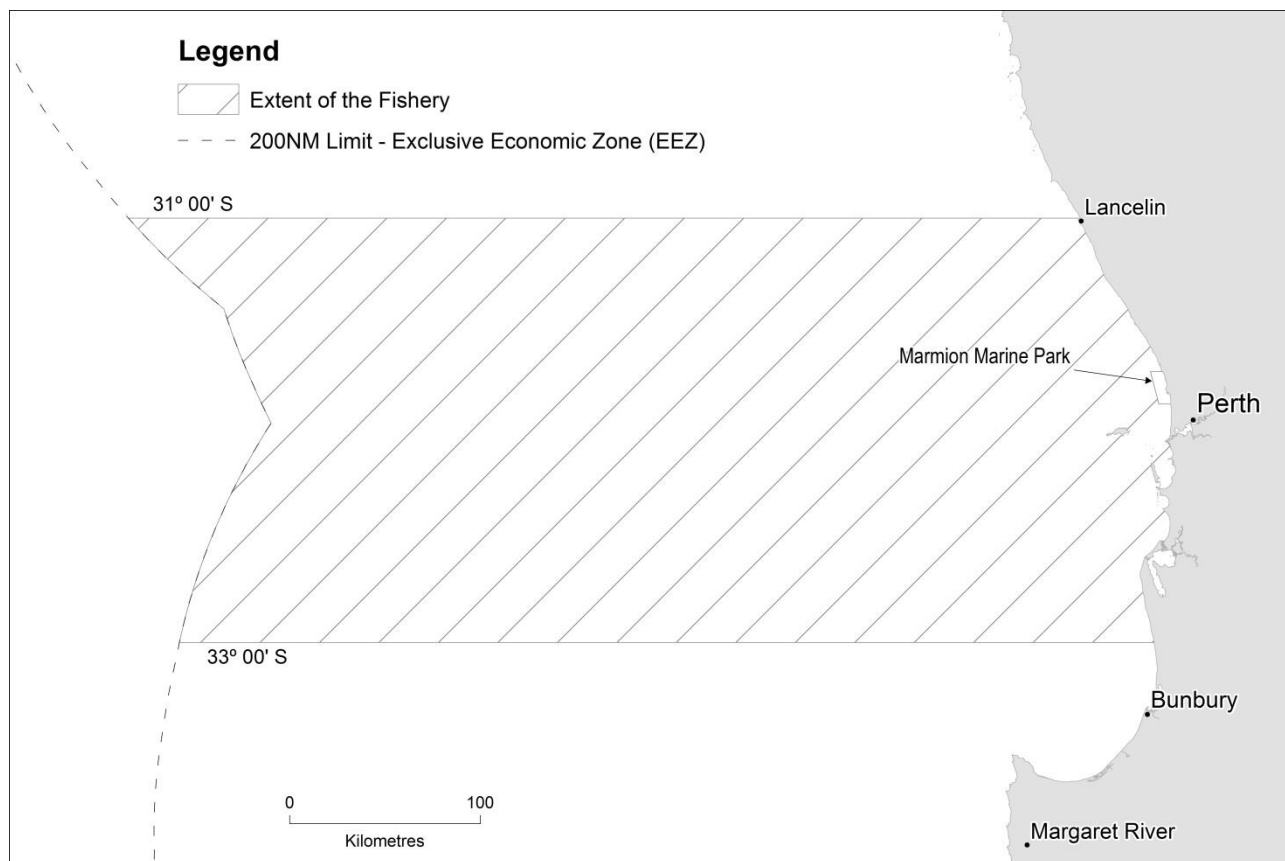 Legend
Extent of the Fishery
200NM Limit - Exclusive Economic Zone (EEZ)
31º 00' S
Lancelin
Marmion Marine Park
Perth
33º 00' S
Bunbury
0 100
Kilometres
Margaret River